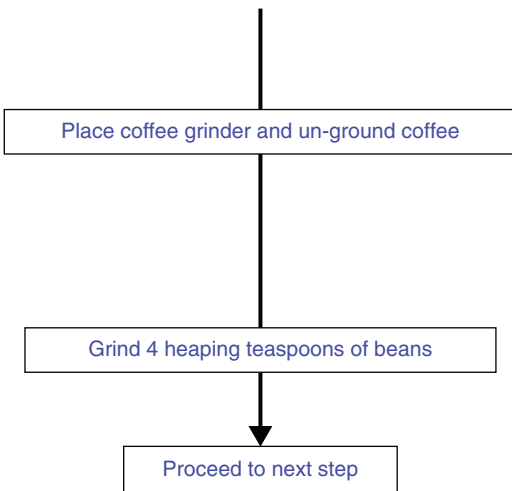 Place coffee grinder and un-ground coffee
Grind 4 heaping teaspoons of beans
Proceed to next step